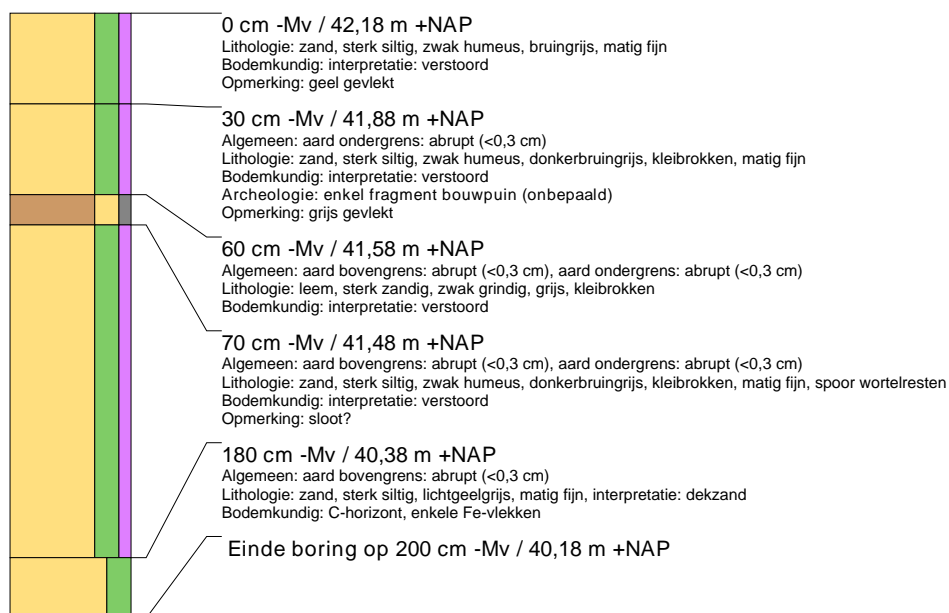 0 cm -Mv / 42,18 m +NAP
Lithologie: zand, sterk siltig, zwak humeus, bruingrijs, matig fijn
Bodemkundig: interpretatie: verstoord
Opmerking: geel gevlekt
30 cm -Mv / 41,88 m +NAP
Algemeen: aard ondergrens: abrupt (<0,3 cm)
Lithologie: zand, sterk siltig, zwak humeus, donkerbruingrijs, kleibrokken, matig fijn
Bodemkundig: interpretatie: verstoord
Archeologie: enkel fragment bouwpuin (onbepaald)
Opmerking: grijs gevlekt
60 cm -Mv / 41,58 m +NAP
Algemeen: aard bovengrens: abrupt (<0,3 cm), aard ondergrens: abrupt (<0,3 cm)
Lithologie: leem, sterk zandig, zwak grindig, grijs, kleibrokken
Bodemkundig: interpretatie: verstoord
70 cm -Mv / 41,48 m +NAP
Algemeen: aard bovengrens: abrupt (<0,3 cm), aard ondergrens: abrupt (<0,3 cm)
Lithologie: zand, sterk siltig, zwak humeus, donkerbruingrijs, kleibrokken, matig fijn, spoor wortelresten
Bodemkundig: interpretatie: verstoord
Opmerking: sloot?
180 cm -Mv / 40,38 m +NAP
Algemeen: aard bovengrens: abrupt (<0,3 cm)
Lithologie: zand, sterk siltig, lichtgeelgrijs, matig fijn, interpretatie: dekzand
Bodemkundig: C-horizont, enkele Fe-vlekken
Einde boring op 200 cm -Mv / 40,18 m +NAP